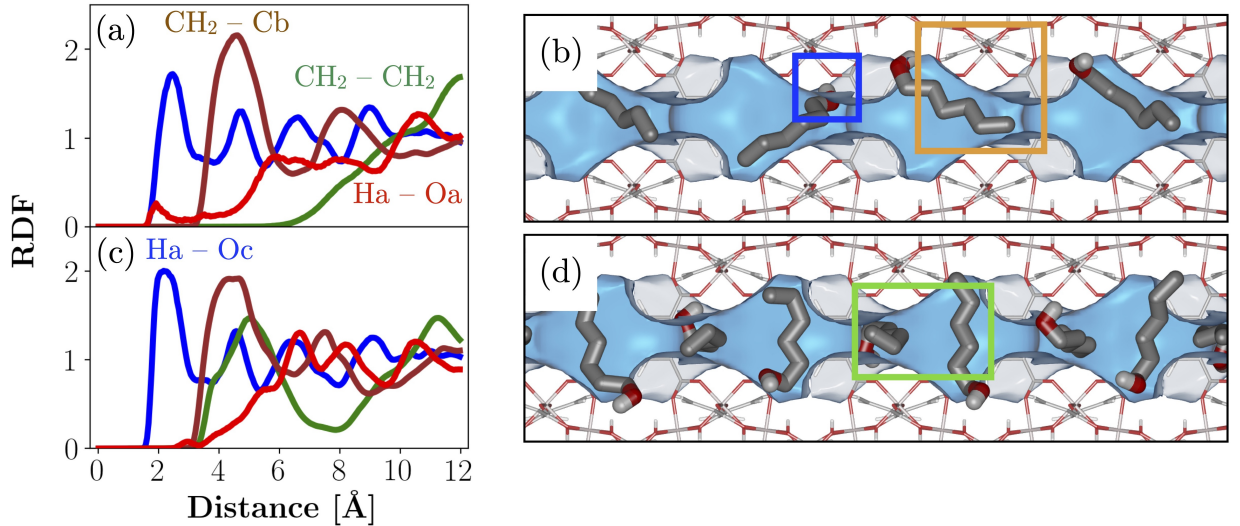 (a)
CH₂ – Cb
CH₂ – CH₂
Ha – Oa
2
1
0
RDF
(c)
Ha – Oc
2
1
0
0 2 4 6 8 10 12
Distance [Å]
(b)
(d)